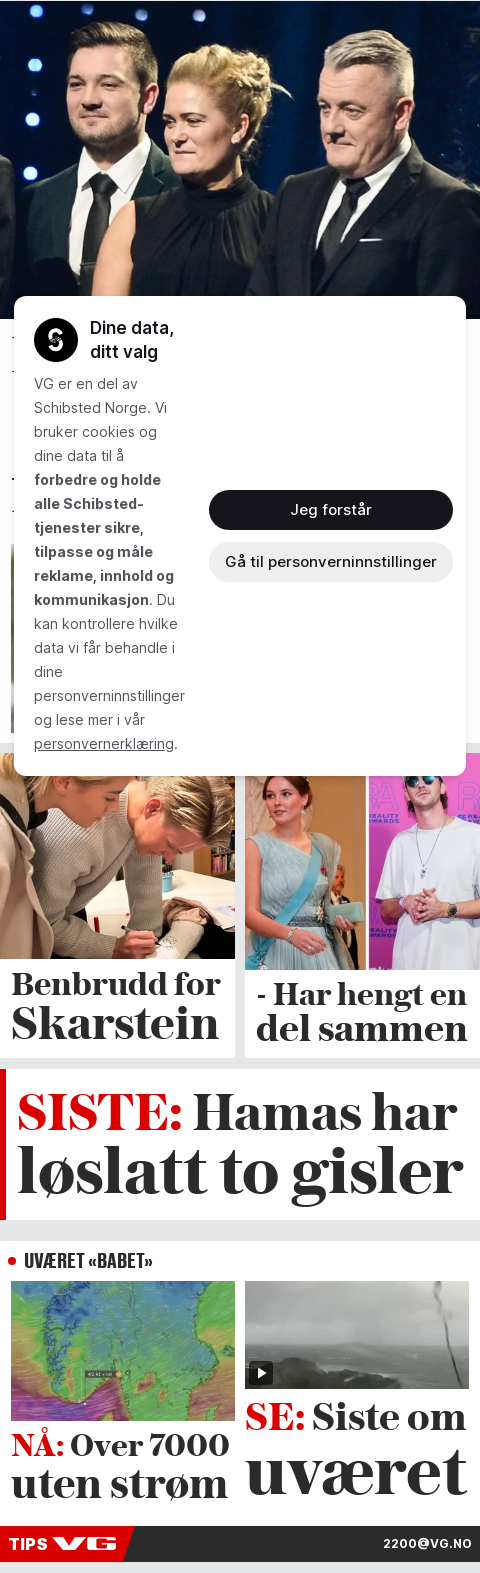 Dine data,
ditt valg
VG er en del av
Schibsted Norge. Vi
bruker cookies og
dine data til å
forbedre og holde
alle Schibsted-
tjenester sikre,
tilpasse og måle
reklame, innhold og
kommunikasjon. Du
kan kontrollere hvilke
data vi får behandle i
dine
personverninnstillinger
og lese mer i vår
personvernerklæring.
Jeg forstår
Gå til personverninnstillinger
Benbrudd for
Skarstein
- Har hengt en
del sammen
SISTE: Hamas har
løslatt to gisler
UVÆRET «BABET»
NÅ: Over 7000
uten strøm
SE: Siste om
uværet
TIPS VG
2200@VG.NO